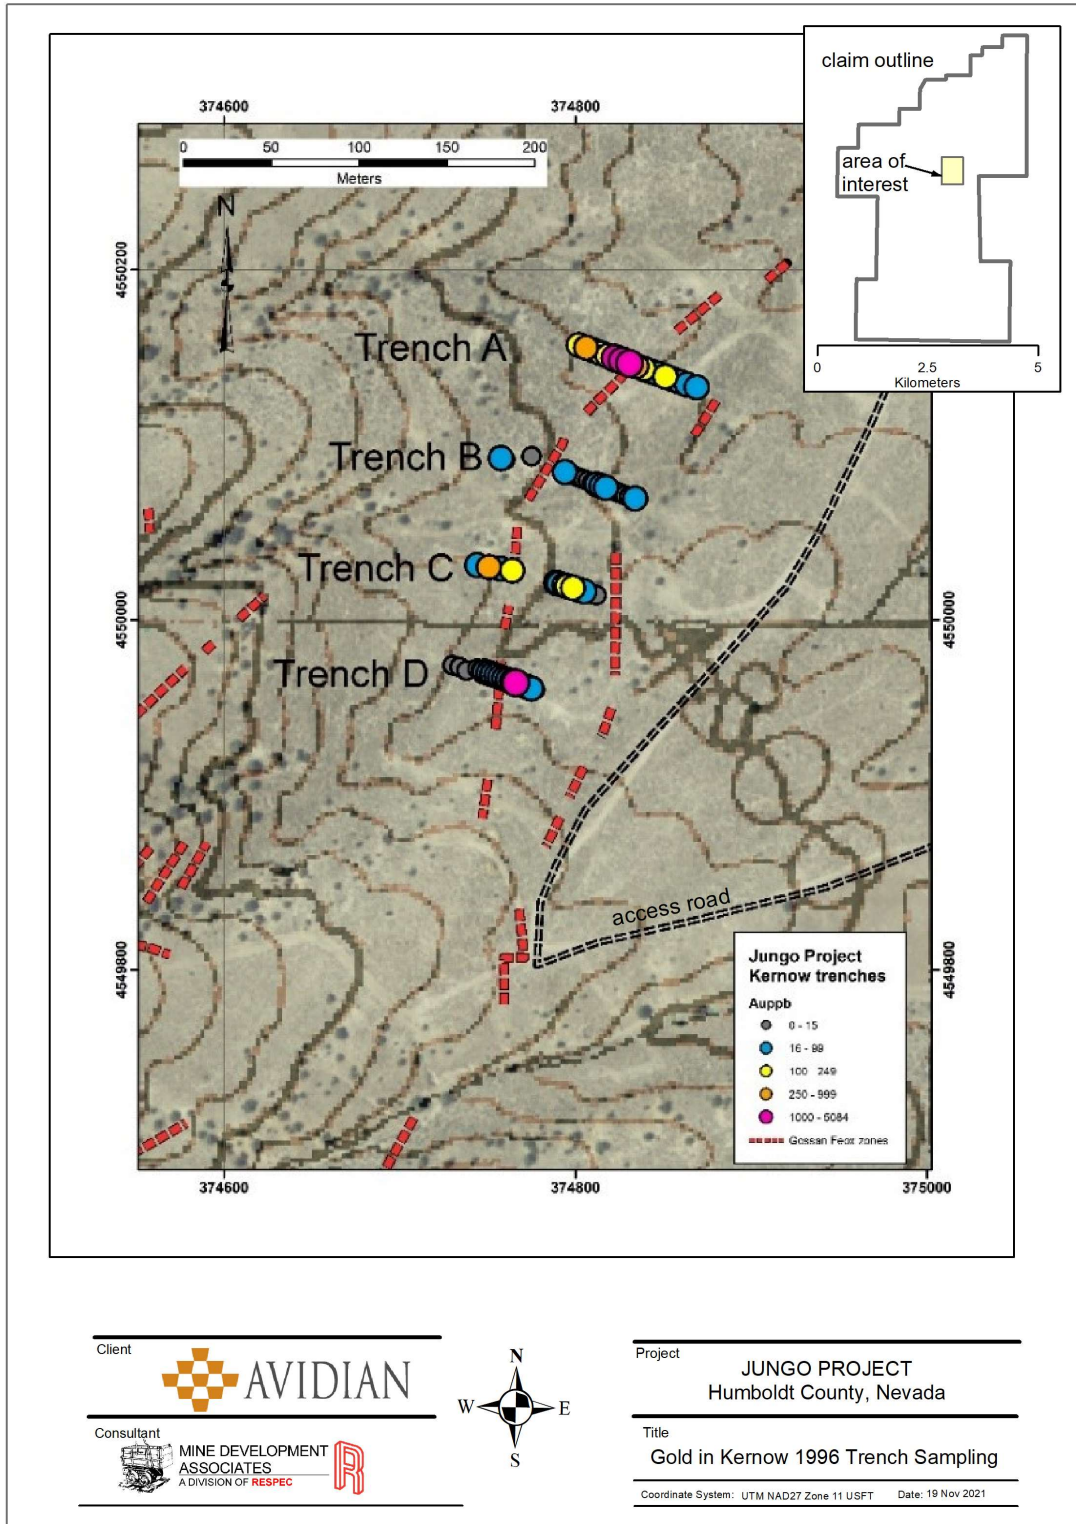 claim outline
area of
interest
0 2.5 5
Kilometers
374600 374800
0 50 100 150 200
Meters
N
4550200
Trench A
Trench B
Trench C
4550000 4550000
Trench D
access road
4549800 4549800
Jungo Project
Kernow trenches
Auppb
0 - 15
16 - 99
100 249
250 - 999
1000 - 5084
Gossan Feox zones
374600 374800 375000
Client
AVIDIAN
Consultant
MINE DEVELOPMENT
ASSOCIATES
A DIVISION OF RESPEC
R
N
W E
S
Project
JUNGO PROJECT
Humboldt County, Nevada
Title
Gold in Kernow 1996 Trench Sampling
Coordinate System: UTM NAD27 Zone 11 USFT Date: 19 Nov 2021